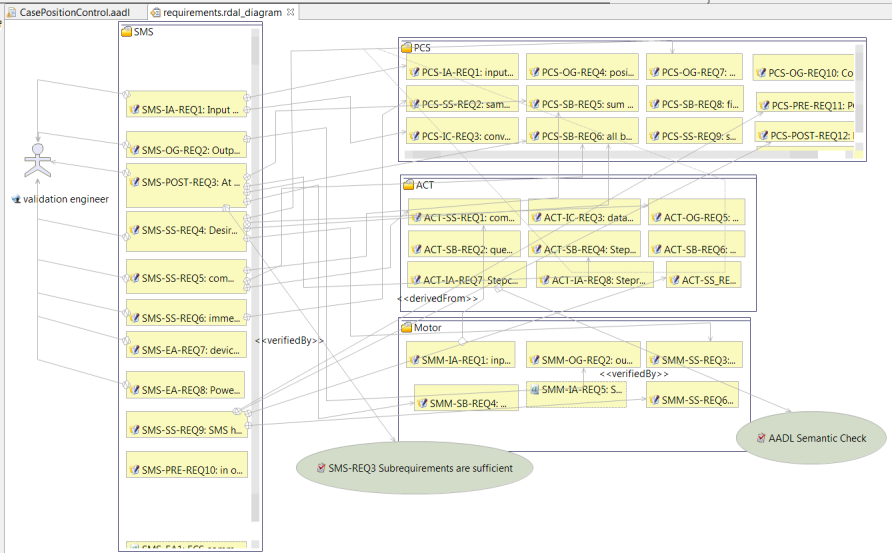 CasePositionControl.aadl
requirements.rdal_diagram
SMS
SMS-IA-REQ1: Input ...
SMS-OG-REQ2: Outp...
SMS-POST-REQ3: At ...
SMS-SS-REQ4: Desir...
SMS-SS-REQ5: com...
SMS-SS-REQ6: imme...
SMS-EA-REQ7: devic...
SMS-EA-REQ8: Powe...
SMS-SS-REQ9: SMS h...
SMS-PRE-REQ10: in o...
validation engineer
PCS
PCS-IA-REQ1: input...
PCS-OG-REQ4: posi...
PCS-OG-REQ7: ...
PCS-OG-REQ10: Co
PCS-SS-REQ2: sam...
PCS-SB-REQ5: sum ...
PCS-SB-REQ8: fi...
PCS-PRE-REQ11: P
PCS-IC-REQ3: conv...
PCS-SB-REQ6: all b...
PCS-SS-REQ9: s...
PCS-POST-REQ12:
ACT
ACT-SS-REQ1: com...
ACT-IC-REQ3: data...
ACT-OG-REQ5: ...
ACT-SB-REQ2: que...
ACT-SB-REQ4: Step...
ACT-SB-REQ6: ...
ACT-IA-REQ7: Stepc...
ACT-IA-REQ8: Stepr...
ACT-SS_RE...
<<derivedFrom>>
Motor
<<verifiedBy>>
SMM-IA-REQ1: inp...
SMM-OG-REQ2: ou...
SMM-SS-REQ3:...
<<verifiedBy>>
SMM-SB-REQ4: ...
SMM-IA-REQ5: S...
SMM-SS-REQ6...
SMS-REQ3 Subrequirements are sufficient
AADL Semantic Check